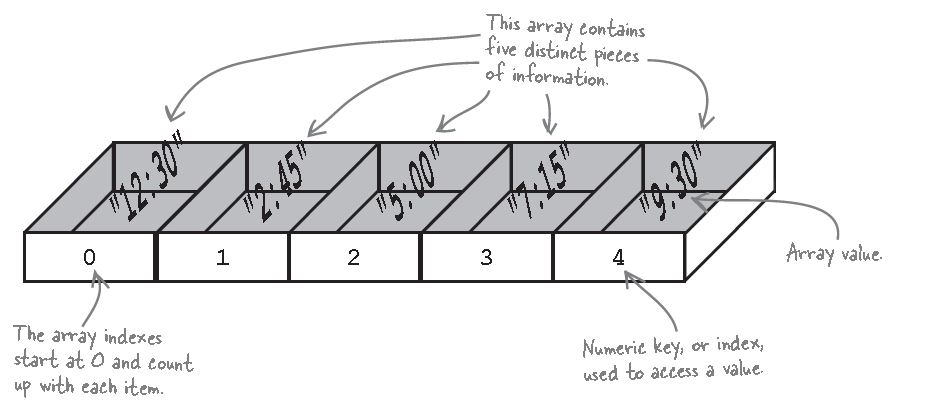 This array contains
five distinct pieces
of information.
"12:30" "2:45" "5:00" "7:15" "9:30"
0 1 2 3 4
Array value.
The array indexes
start at 0 and count
up with each item.
Numeric key, or index,
used to access a value.